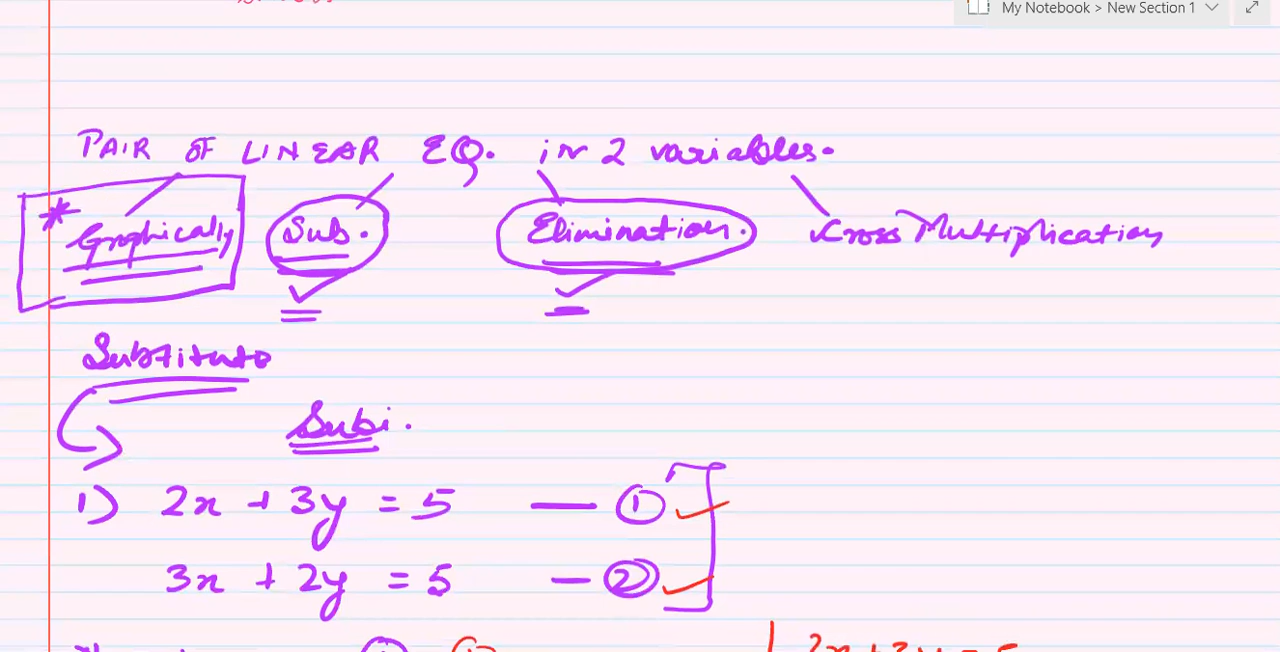 My Notebook > New Section 1
PAIR OF LINEAR EQ. in 2 variables.
* Graphically Sub. Elimination. Cross Multiplication
Substitute
Subi.
1) 2x + 3y = 5 — ①
3x + 2y = 5 — ②